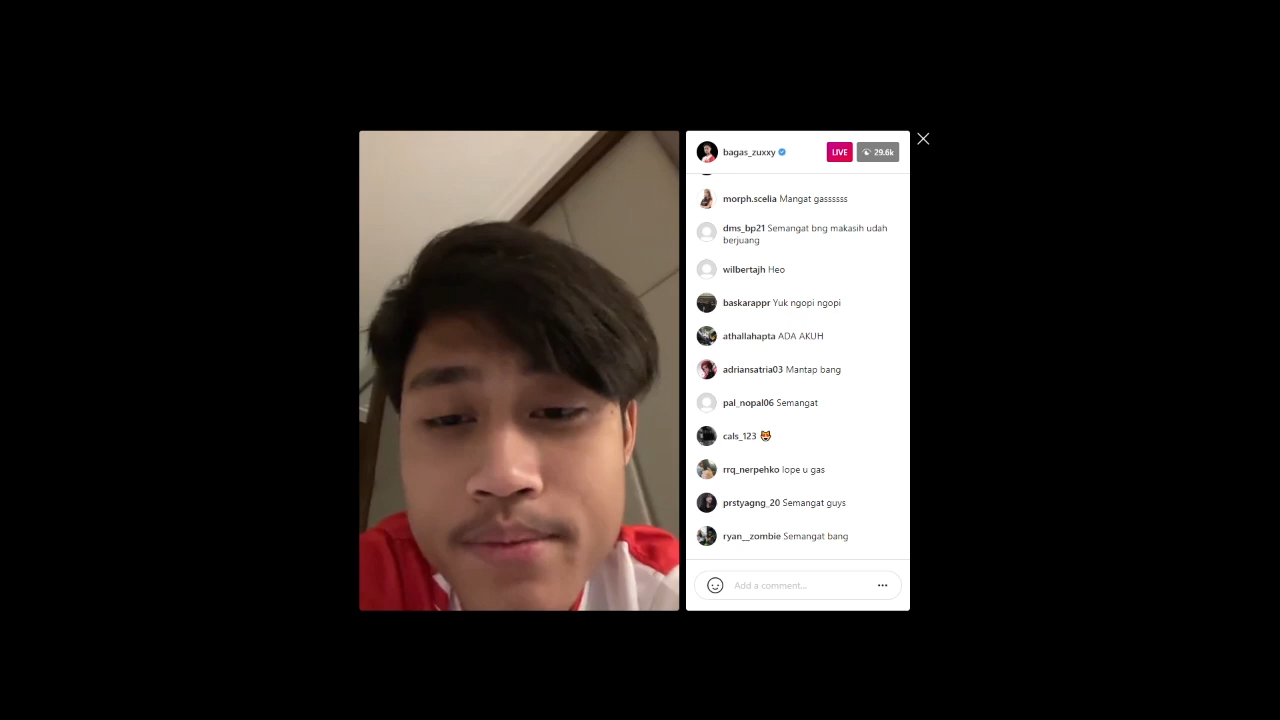 bagas_zuxxy LIVE 29.6k
morph.scelia Mangat gassssss
dms_bp21 Semangat bng makasih udah
berjuang
wilbertajh Heo
baskarappr Yuk ngopi ngopi
athallahapta ADA AKUH
adriansatria03 Mantap bang
pal_nopal06 Semangat
cals_123 😻
rrq_nerpehko lope u gas
prstyagng_20 Semangat guys
ryan__zombie Semangat bang
Add a comment...